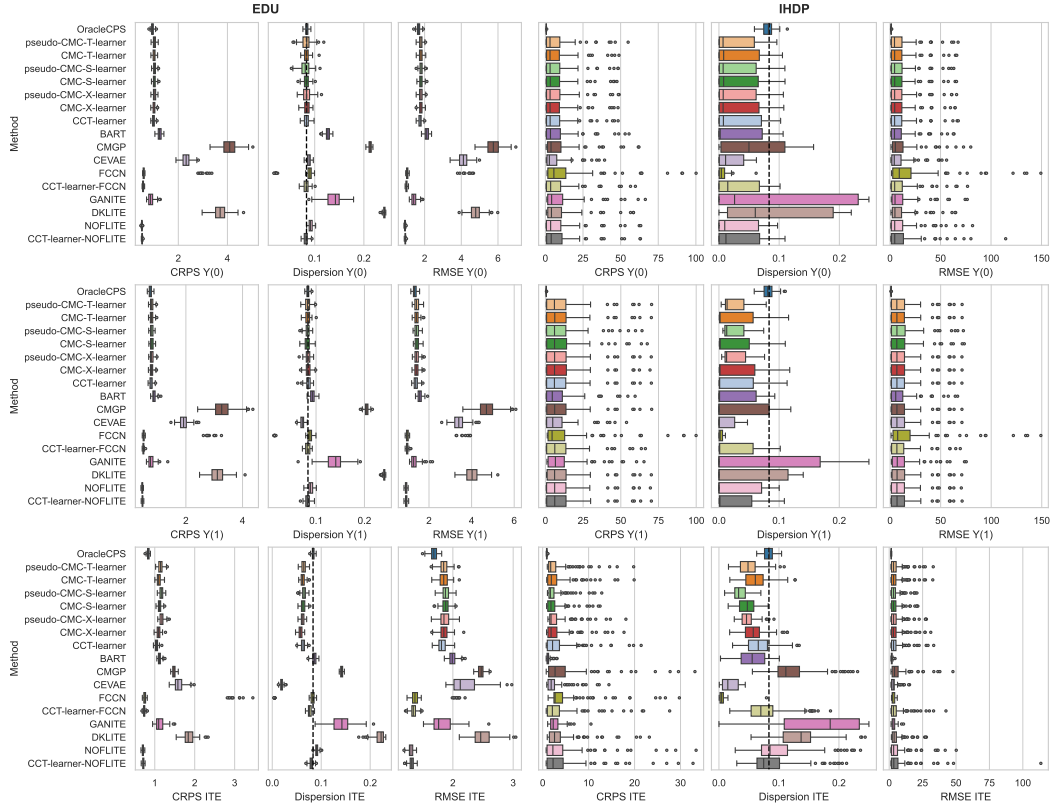 EDU
IHDP
Method
OracleCPS
pseudo-CMC-T-learner
CMC-T-learner
pseudo-CMC-S-learner
CMC-S-learner
pseudo-CMC-X-learner
CMC-X-learner
CCT-learner
BART
CMGP
CEVAE
FCCN
CCT-learner-FCCN
GANITE
DKLITE
NOFLITE
CCT-learner-NOFLITE
2 4
0.1 0.2
2 4 6
0 25 50 75 100
0.0 0.1 0.2
0 50 100 150
CRPS Y(0)
Dispersion Y(0)
RMSE Y(0)
CRPS Y(0)
Dispersion Y(0)
RMSE Y(0)
Method
OracleCPS
pseudo-CMC-T-learner
CMC-T-learner
pseudo-CMC-S-learner
CMC-S-learner
pseudo-CMC-X-learner
CMC-X-learner
CCT-learner
BART
CMGP
CEVAE
FCCN
CCT-learner-FCCN
GANITE
DKLITE
NOFLITE
CCT-learner-NOFLITE
2 4
0.1 0.2
2 4 6
0 25 50 75 100
0.0 0.1 0.2
0 50 100 150
CRPS Y(1)
Dispersion Y(1)
RMSE Y(1)
CRPS Y(1)
Dispersion Y(1)
RMSE Y(1)
Method
OracleCPS
pseudo-CMC-T-learner
CMC-T-learner
pseudo-CMC-S-learner
CMC-S-learner
pseudo-CMC-X-learner
CMC-X-learner
CCT-learner
BART
CMGP
CEVAE
FCCN
CCT-learner-FCCN
GANITE
DKLITE
NOFLITE
CCT-learner-NOFLITE
1 2 3
0.0 0.1 0.2
2 3
0 10 20 30
0.0 0.1 0.2
0 50 100
CRPS ITE
Dispersion ITE
RMSE ITE
CRPS ITE
Dispersion ITE
RMSE ITE